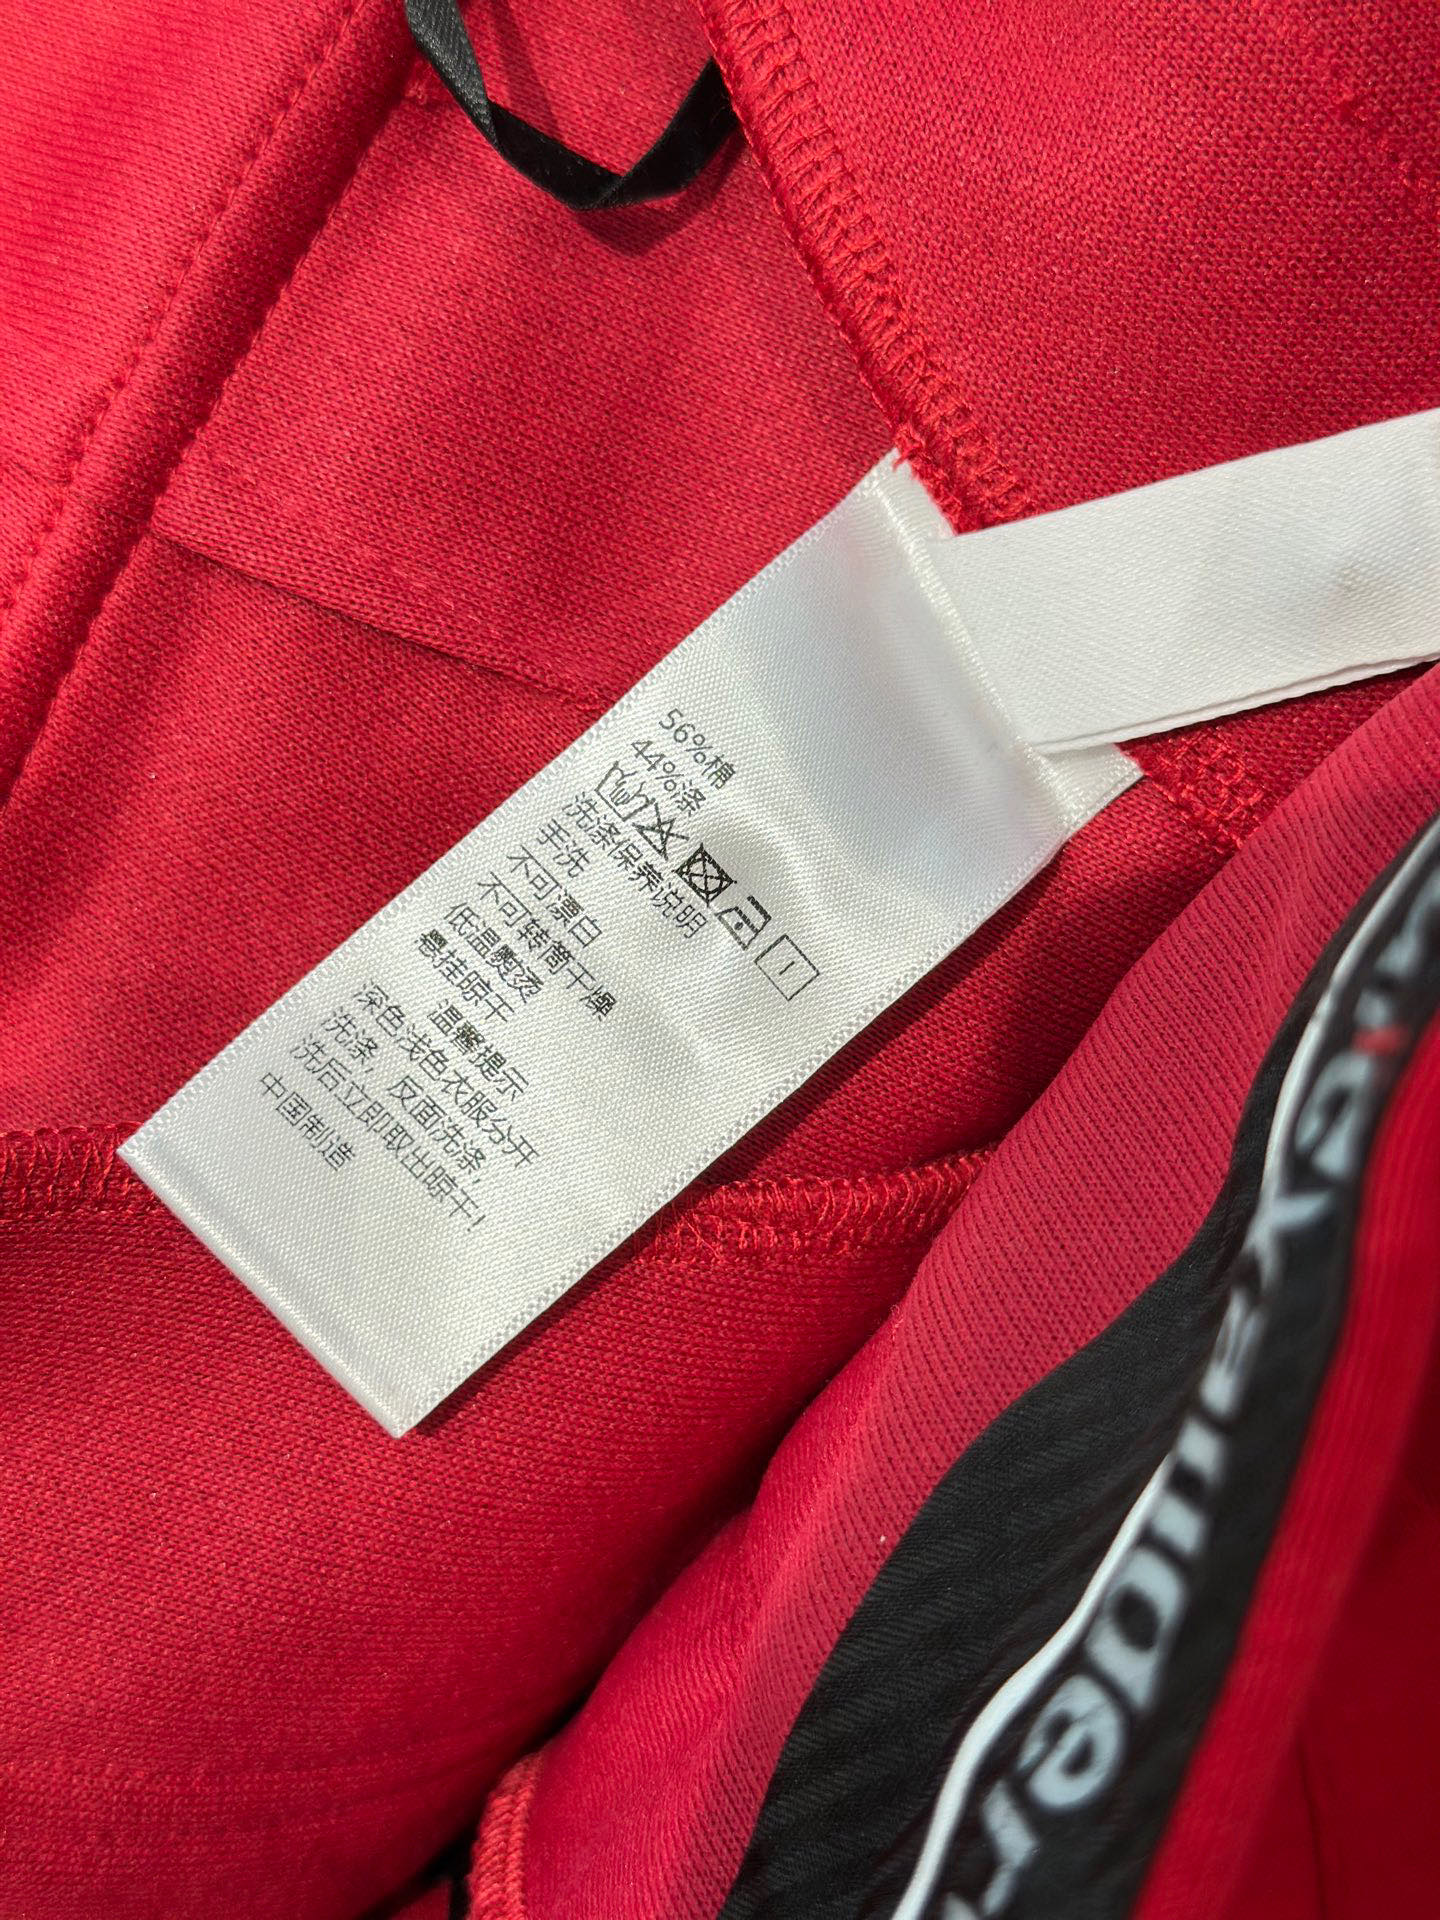 56%棉
44%涤
洗涤保养说明
手洗
不可漂白
不可转筒干燥
低温熨烫
悬挂晾干
温馨提示
深色浅色衣服分开
洗涤，反面洗涤，
洗后立即取出晾干！
中国制造